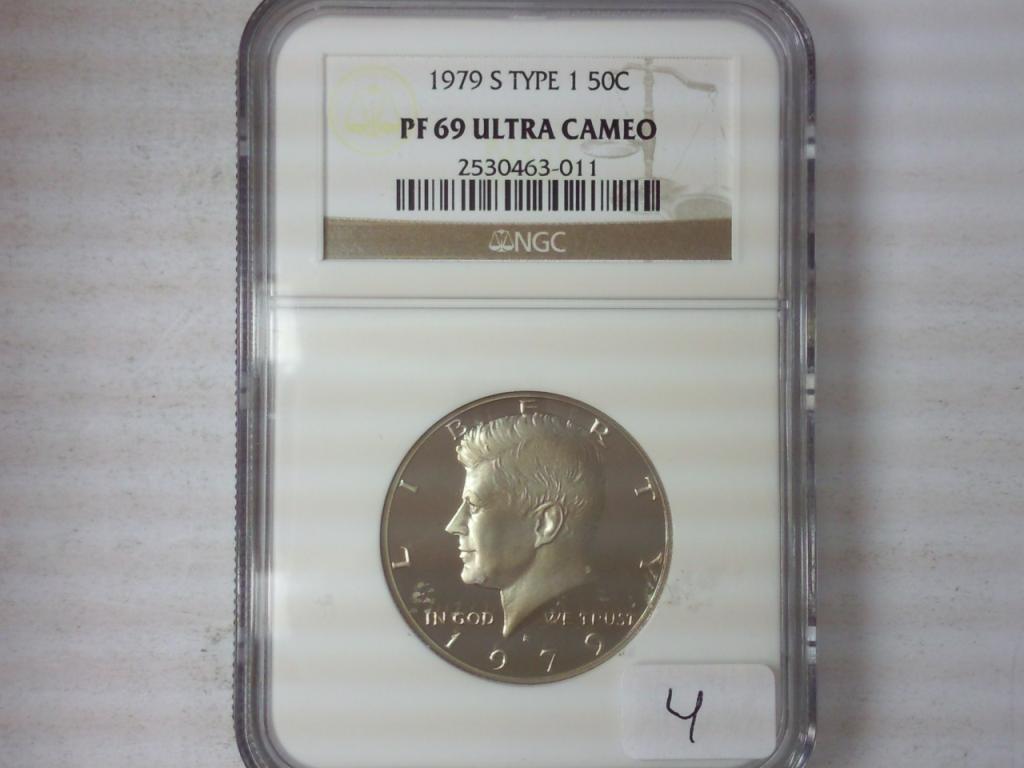 1979 S TYPE 1 50C
PF 69 ULTRA CAMEO
2530463-011
NGC
LIBERTY
IN GOD WE TRUST
S
1979
4